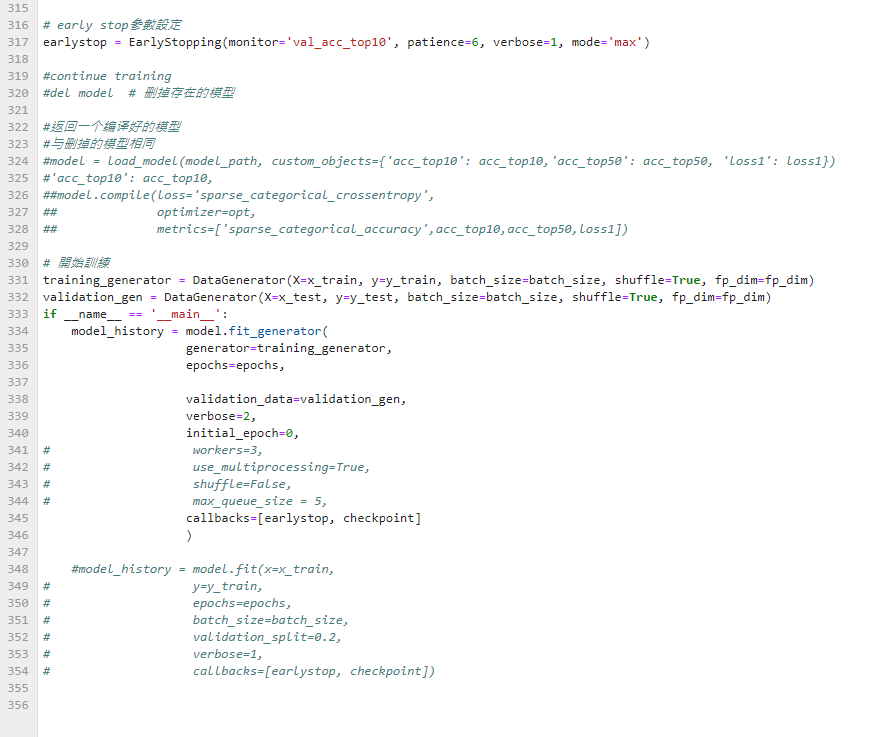 315
316 # early stop參數設定
317 earlystop = EarlyStopping(monitor='val_acc_top10', patience=6, verbose=1, mode='max')
318
319 #continue training
320 #del model  # 刪掉存在的模型
321
322 #返回一个编译好的模型
323 #与删掉的模型相同
324 #model = load_model(model_path, custom_objects={'acc_top10': acc_top10,'acc_top50': acc_top50, 'loss1': loss1})
325 #'acc_top10': acc_top10,
326 ##model.compile(loss='sparse_categorical_crossentropy',
327 ##              optimizer=opt,
328 ##              metrics=['sparse_categorical_accuracy',acc_top10,acc_top50,loss1])
329
330 # 開始訓練
331 training_generator = DataGenerator(X=x_train, y=y_train, batch_size=batch_size, shuffle=True, fp_dim=fp_dim)
332 validation_gen = DataGenerator(X=x_test, y=y_test, batch_size=batch_size, shuffle=True, fp_dim=fp_dim)
333 if __name__ == '__main__':
334     model_history = model.fit_generator(
335                     generator=training_generator,
336                     epochs=epochs,
337
338                     validation_data=validation_gen,
339                     verbose=2,
340                     initial_epoch=0,
341 #                    workers=3,
342 #                    use_multiprocessing=True,
343 #                    shuffle=False,
344 #                    max_queue_size = 5,
345                     callbacks=[earlystop, checkpoint]
346                     )
347
348     #model_history = model.fit(x=x_train,
349 #                    y=y_train,
350 #                    epochs=epochs,
351 #                    batch_size=batch_size,
352 #                    validation_split=0.2,
353 #                    verbose=1,
354 #                    callbacks=[earlystop, checkpoint])
355
356